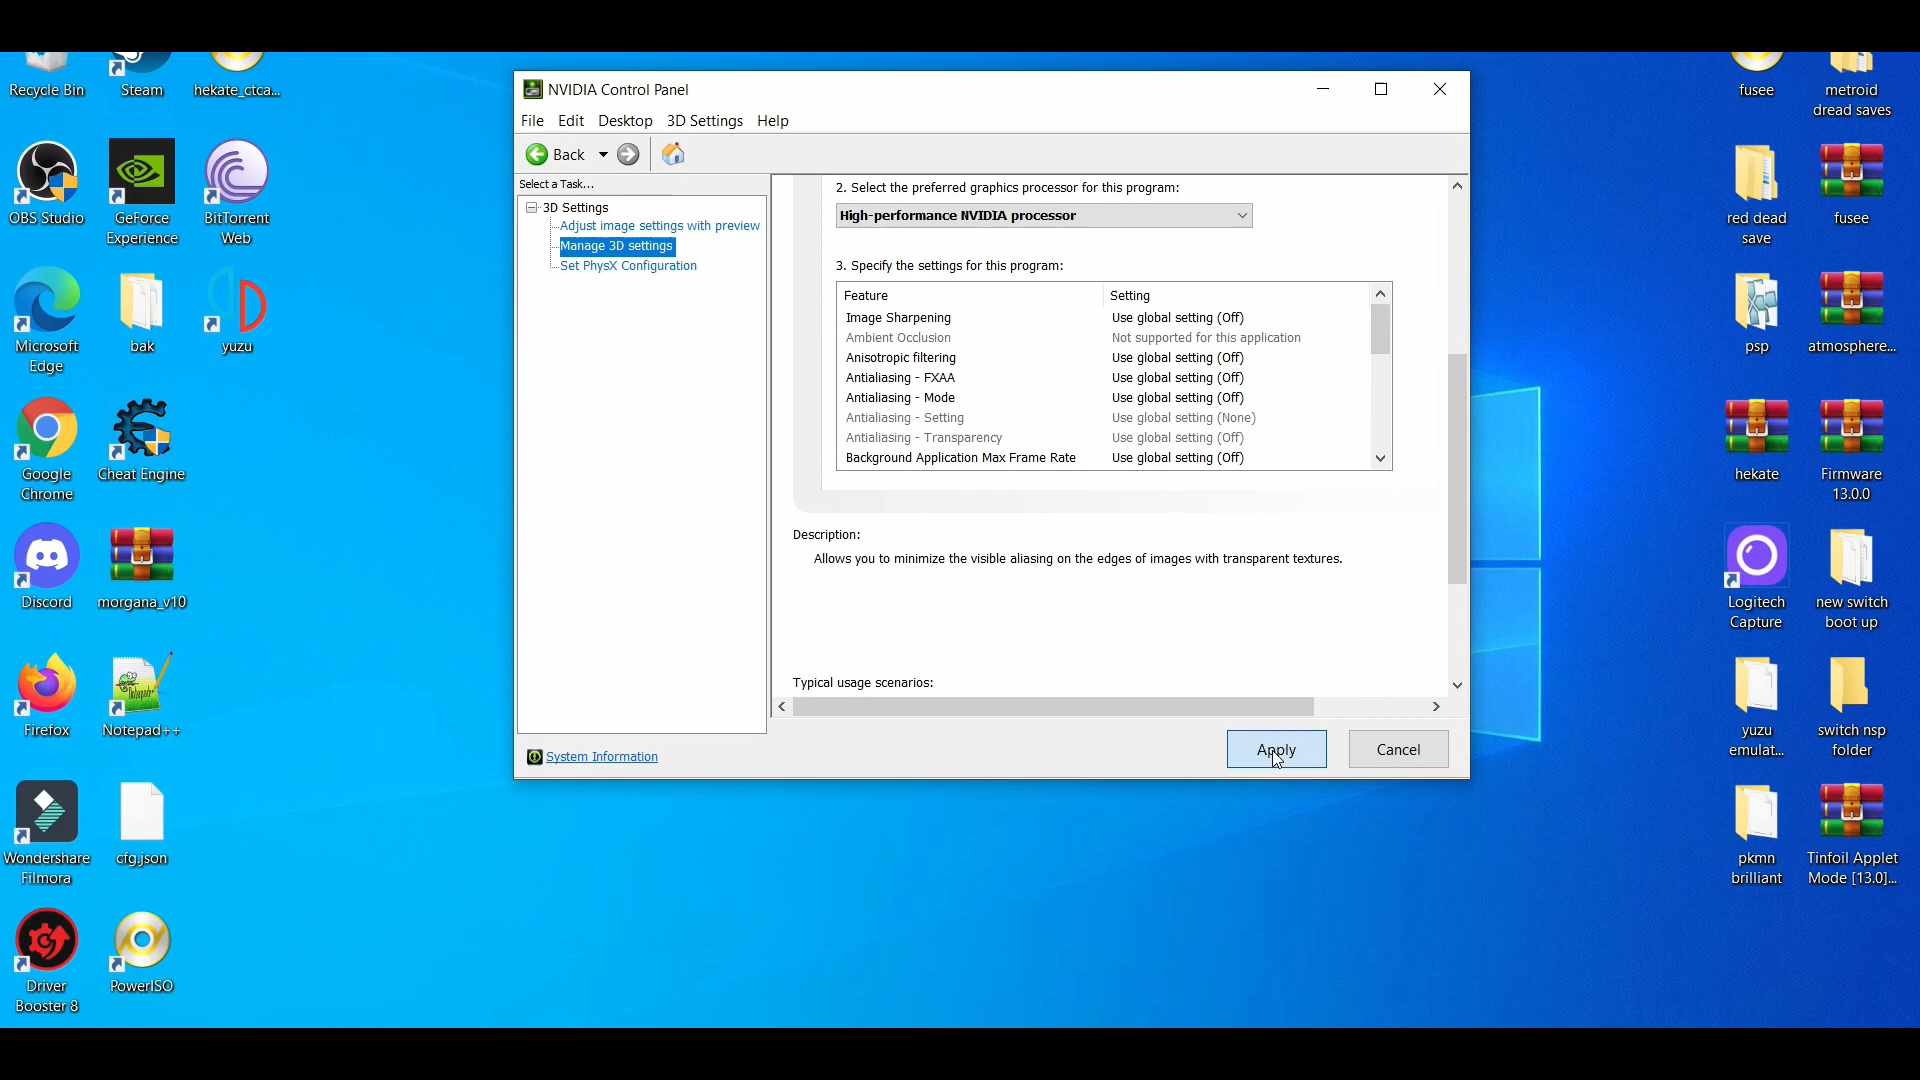 Recycle Bin
Steam
hekate_ctca...
OBS Studio
GeForce
Experience
BitTorrent
Web
Microsoft
Edge
bak
yuzu
Google
Chrome
Cheat Engine
Discord
morgana_v10
Firefox
Notepad++
Wondershare
Filmora
cfg.json
Driver
Booster 8
PowerISO
NVIDIA Control Panel
File Edit Desktop 3D Settings Help
Back
Select a Task...
3D Settings
Adjust image settings with preview
Manage 3D settings
Set PhysX Configuration
System Information
2. Select the preferred graphics processor for this program:
High-performance NVIDIA processor
3. Specify the settings for this program:
Feature Setting
Image Sharpening Use global setting (Off)
Ambient Occlusion Not supported for this application
Anisotropic filtering Use global setting (Off)
Antialiasing - FXAA Use global setting (Off)
Antialiasing - Mode Use global setting (Off)
Antialiasing - Setting Use global setting (None)
Antialiasing - Transparency Use global setting (Off)
Background Application Max Frame Rate Use global setting (Off)
Description:
Allows you to minimize the visible aliasing on the edges of images with transparent textures.
Typical usage scenarios:
Apply Cancel
fusee
metroid
dread saves
red dead
save
fusee
psp
atmosphere...
hekate
Firmware
13.0.0
Logitech
Capture
new switch
boot up
yuzu
emulat...
switch nsp
folder
pkmn
brilliant
Tinfoil Applet
Mode [13.0]...